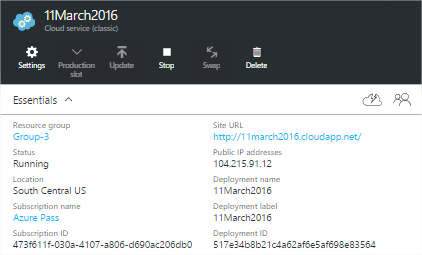 11March2016
Cloud service (classic)
Settings
Production slot
Update
Stop
Swap
Delete
Essentials
Resource group
Group-3
Status
Running
Location
South Central US
Subscription name
Azure Pass
Subscription ID
473f611f-030a-4107-a806-d690ac206db0
Site URL
http://11march2016.cloudapp.net/
Public IP addresses
104.215.91.12
Deployment name
11March2016
Deployment label
11March2016
Deployment ID
517e34b8b21c4a62af6e5af698e83564